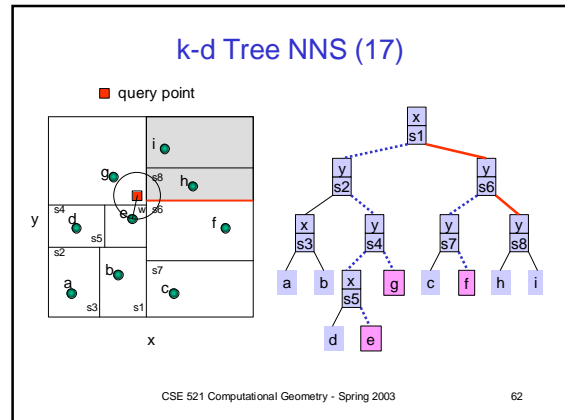 k-d Tree NNS (17)
query point
i
g
s8
h
w
s6
s4
d
e
f
y
s5
s2
b
s7
a
c
s3
s1
x
x
s1
y
s2
y
s6
x
s3
y
s4
y
s7
y
s8
a
b
x
s5
g
c
f
h
i
d
e
CSE 521 Computational Geometry - Spring 2003
62